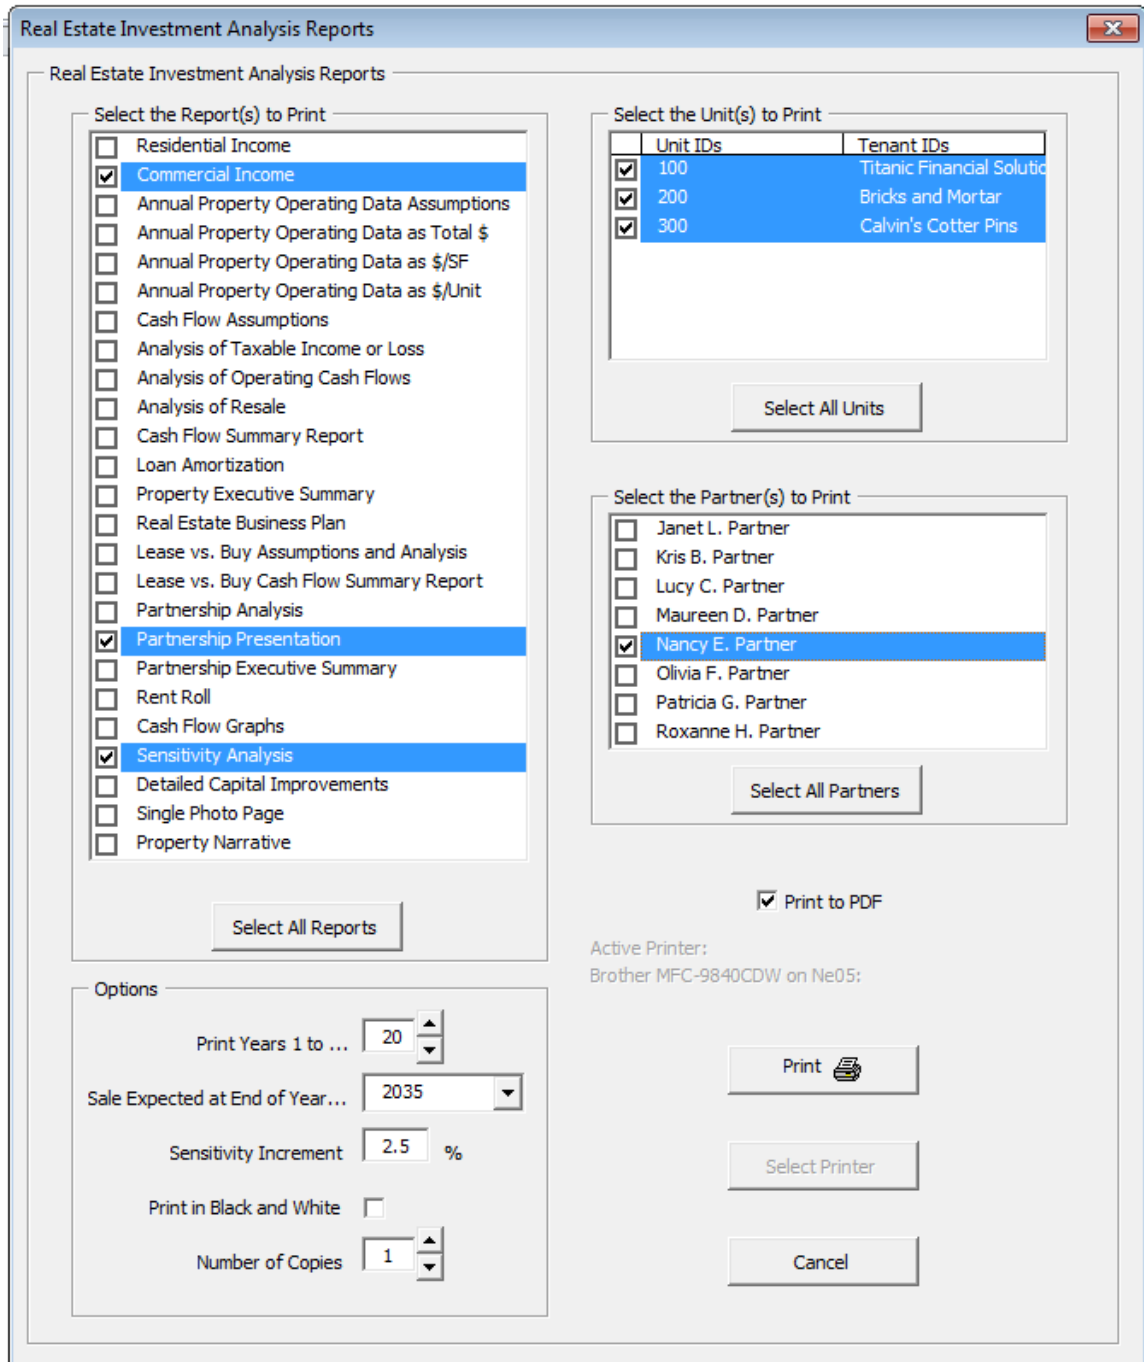 Real Estate Investment Analysis Reports
Real Estate Investment Analysis Reports
Select the Report(s) to Print
Residential Income
Commercial Income
Annual Property Operating Data Assumptions
Annual Property Operating Data as Total $
Annual Property Operating Data as $/SF
Annual Property Operating Data as $/Unit
Cash Flow Assumptions
Analysis of Taxable Income or Loss
Analysis of Operating Cash Flows
Analysis of Resale
Cash Flow Summary Report
Loan Amortization
Property Executive Summary
Real Estate Business Plan
Lease vs. Buy Assumptions and Analysis
Lease vs. Buy Cash Flow Summary Report
Partnership Analysis
Partnership Presentation
Partnership Executive Summary
Rent Roll
Cash Flow Graphs
Sensitivity Analysis
Detailed Capital Improvements
Single Photo Page
Property Narrative
Select All Reports
Options
Print Years 1 to ... 20
Sale Expected at End of Year... 2035
Sensitivity Increment 2.5 %
Print in Black and White
Number of Copies 1
Select the Unit(s) to Print
Unit IDs Tenant IDs
100 Titanic Financial Solutio
200 Bricks and Mortar
300 Calvin's Cotter Pins
Select All Units
Select the Partner(s) to Print
Janet L. Partner
Kris B. Partner
Lucy C. Partner
Maureen D. Partner
Nancy E. Partner
Olivia F. Partner
Patricia G. Partner
Roxanne H. Partner
Select All Partners
Print to PDF
Active Printer:
Brother MFC-9840CDW on Ne05:
Print
Select Printer
Cancel